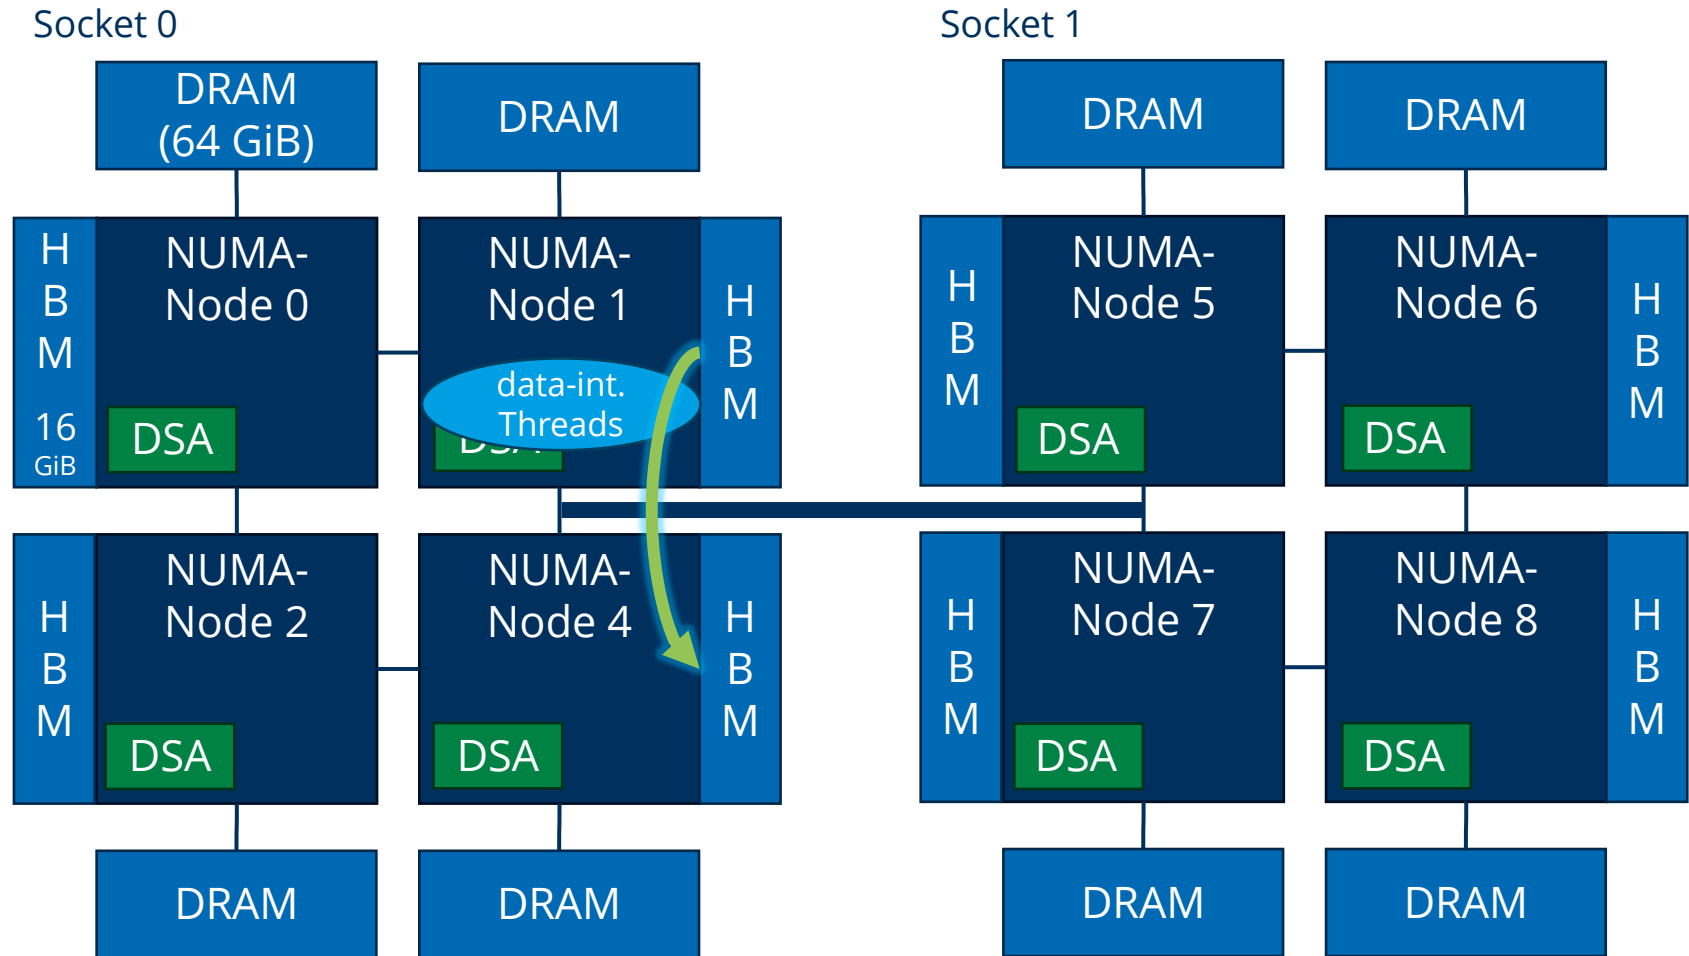 Socket 0
Socket 1
DRAM
(64 GiB)
DRAM
DRAM
DRAM
H
B
M
16
GiB
NUMA-
Node 0
DSA
NUMA-
Node 1
data-int.
Threads
H
B
M
H
B
M
NUMA-
Node 5
DSA
NUMA-
Node 6
DSA
H
B
M
H
B
M
NUMA-
Node 2
DSA
NUMA-
Node 4
DSA
H
B
M
H
B
M
NUMA-
Node 7
DSA
NUMA-
Node 8
DSA
H
B
M
DRAM
DRAM
DRAM
DRAM